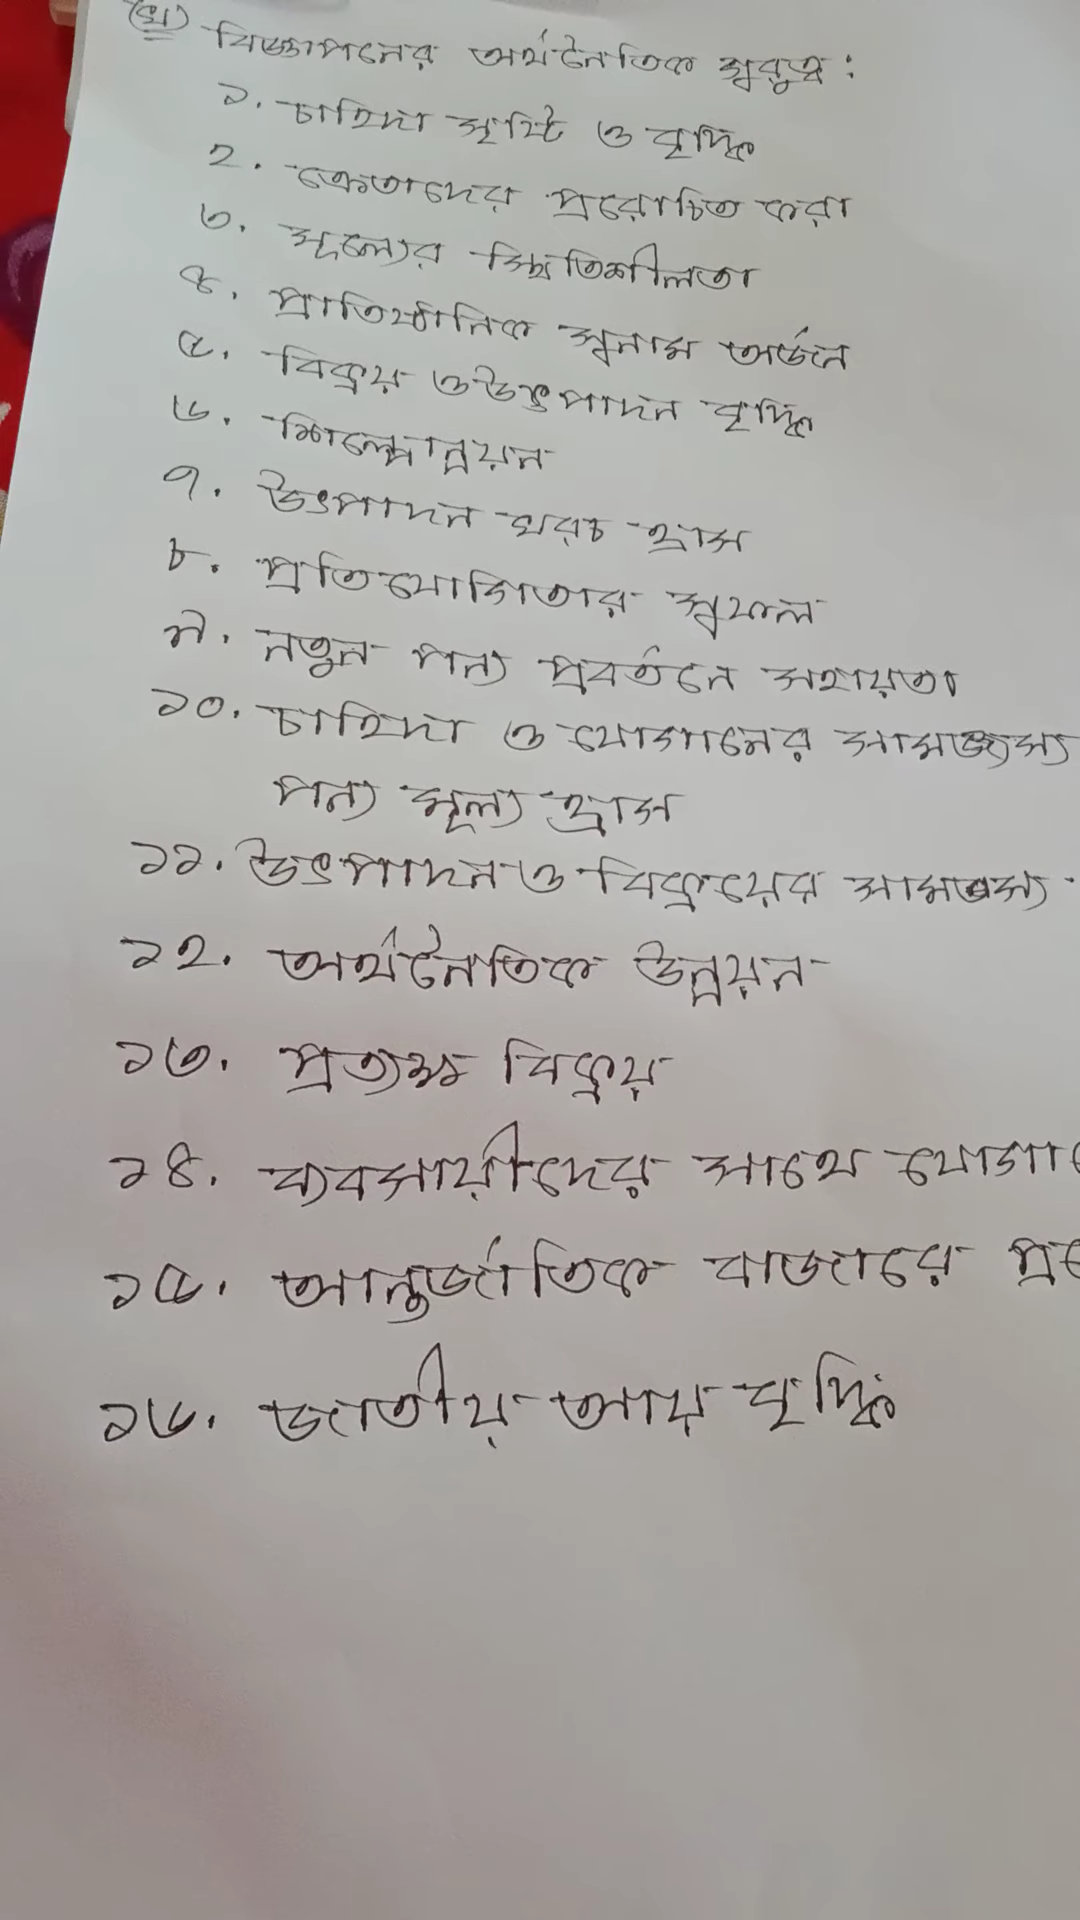 (খ) বিজ্ঞাপনের অর্থনৈতিক গুরুত্ব :
১. চাহিদা সৃষ্টি ও বৃদ্ধি
২. ক্রেতাদের প্ররোচিত করা
৩. মূল্যের স্থিতিশীলতা
৪. প্রাতিষ্ঠানিক সুনাম অর্জন
৫. বিক্রয় ও উৎপাদন বৃদ্ধি
৬. শিল্পোন্নয়ন
৭. উৎপাদন খরচ হ্রাস
৮. প্রতিযোগিতার সুফল
৯. নতুন পন্য প্রবর্তনে সহায়তা
১০. চাহিদা ও যোগানের সামঞ্জস্য
পন্য মূল্য হ্রাস
১১. উৎপাদন ও বিক্রয়ের সামঞ্জস্য
১২. অর্থনৈতিক উন্নয়ন
১৩. প্রত্যক্ষ বিক্রয়
১৪. ব্যবসায়ীদের সাথে
১৫. আন্তর্জাতিক বাজারে
১৬. জাতীয় আয় বৃদ্ধি